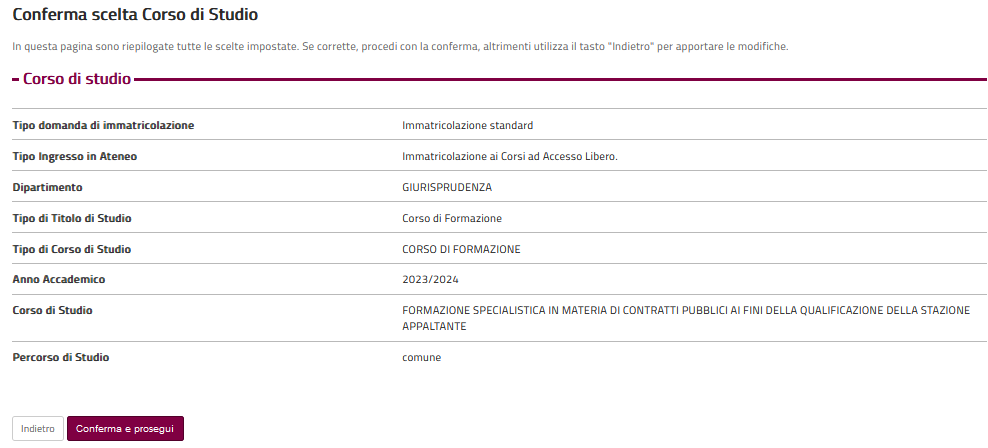 Conferma scelta Corso di Studio
In questa pagina sono riepilogate tutte le scelte impostate. Se corrette, procedi con la conferma, altrimenti utilizza il tasto "Indietro" per apportare le modifiche.
Corso di studio
Tipo domanda di immatricolazione Immatricolazione standard
Tipo Ingresso in Ateneo Immatricolazione ai Corsi ad Accesso Libero.
Dipartimento GIURISPRUDENZA
Tipo di Titolo di Studio Corso di Formazione
Tipo di Corso di Studio CORSO DI FORMAZIONE
Anno Accademico 2023/2024
Corso di Studio FORMAZIONE SPECIALISTICA IN MATERIA DI CONTRATTI PUBBLICI AI FINI DELLA QUALIFICAZIONE DELLA STAZIONE
APPALTANTE
Percorso di Studio comune
Indietro Conferma e prosegui